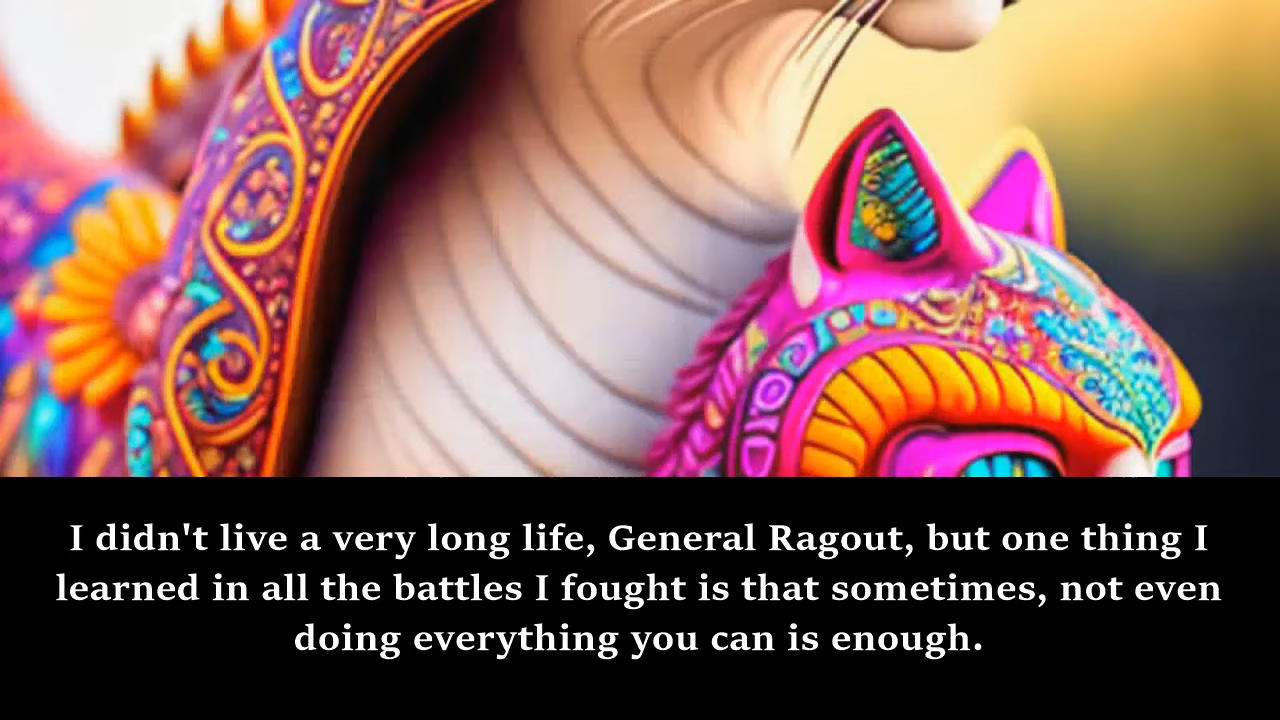 I didn't live a very long life, General Ragout, but one thing I
learned in all the battles I fought is that sometimes, not even
doing everything you can is enough.